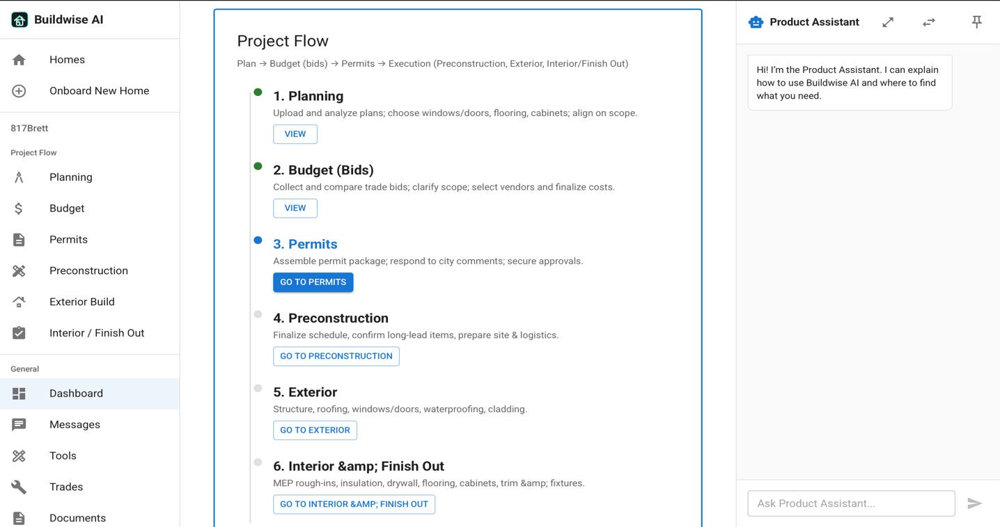 Buildwise AI
Homes
Onboard New Home
817Brett
Project Flow
Planning
Budget
Permits
Preconstruction
Exterior Build
Interior / Finish Out
General
Dashboard
Messages
Tools
Trades
Documents
Project Flow
Plan → Budget (bids) → Permits → Execution (Preconstruction, Exterior, Interior/Finish Out)
1. Planning
Upload and analyze plans; choose windows/doors, flooring, cabinets; align on scope.
VIEW
2. Budget (Bids)
Collect and compare trade bids; clarify scope; select vendors and finalize costs.
VIEW
3. Permits
Assemble permit package; respond to city comments; secure approvals.
GO TO PERMITS
4. Preconstruction
Finalize schedule, confirm long-lead items, prepare site & logistics.
GO TO PRECONSTRUCTION
5. Exterior
Structure, roofing, windows/doors, waterproofing, cladding.
GO TO EXTERIOR
6. Interior &amp; Finish Out
MEP rough-ins, insulation, drywall, flooring, cabinets, trim &amp; fixtures.
GO TO INTERIOR &AMP; FINISH OUT
Product Assistant
Hi! I’m the Product Assistant. I can explain
how to use Buildwise AI and where to find
what you need.
Ask Product Assistant...